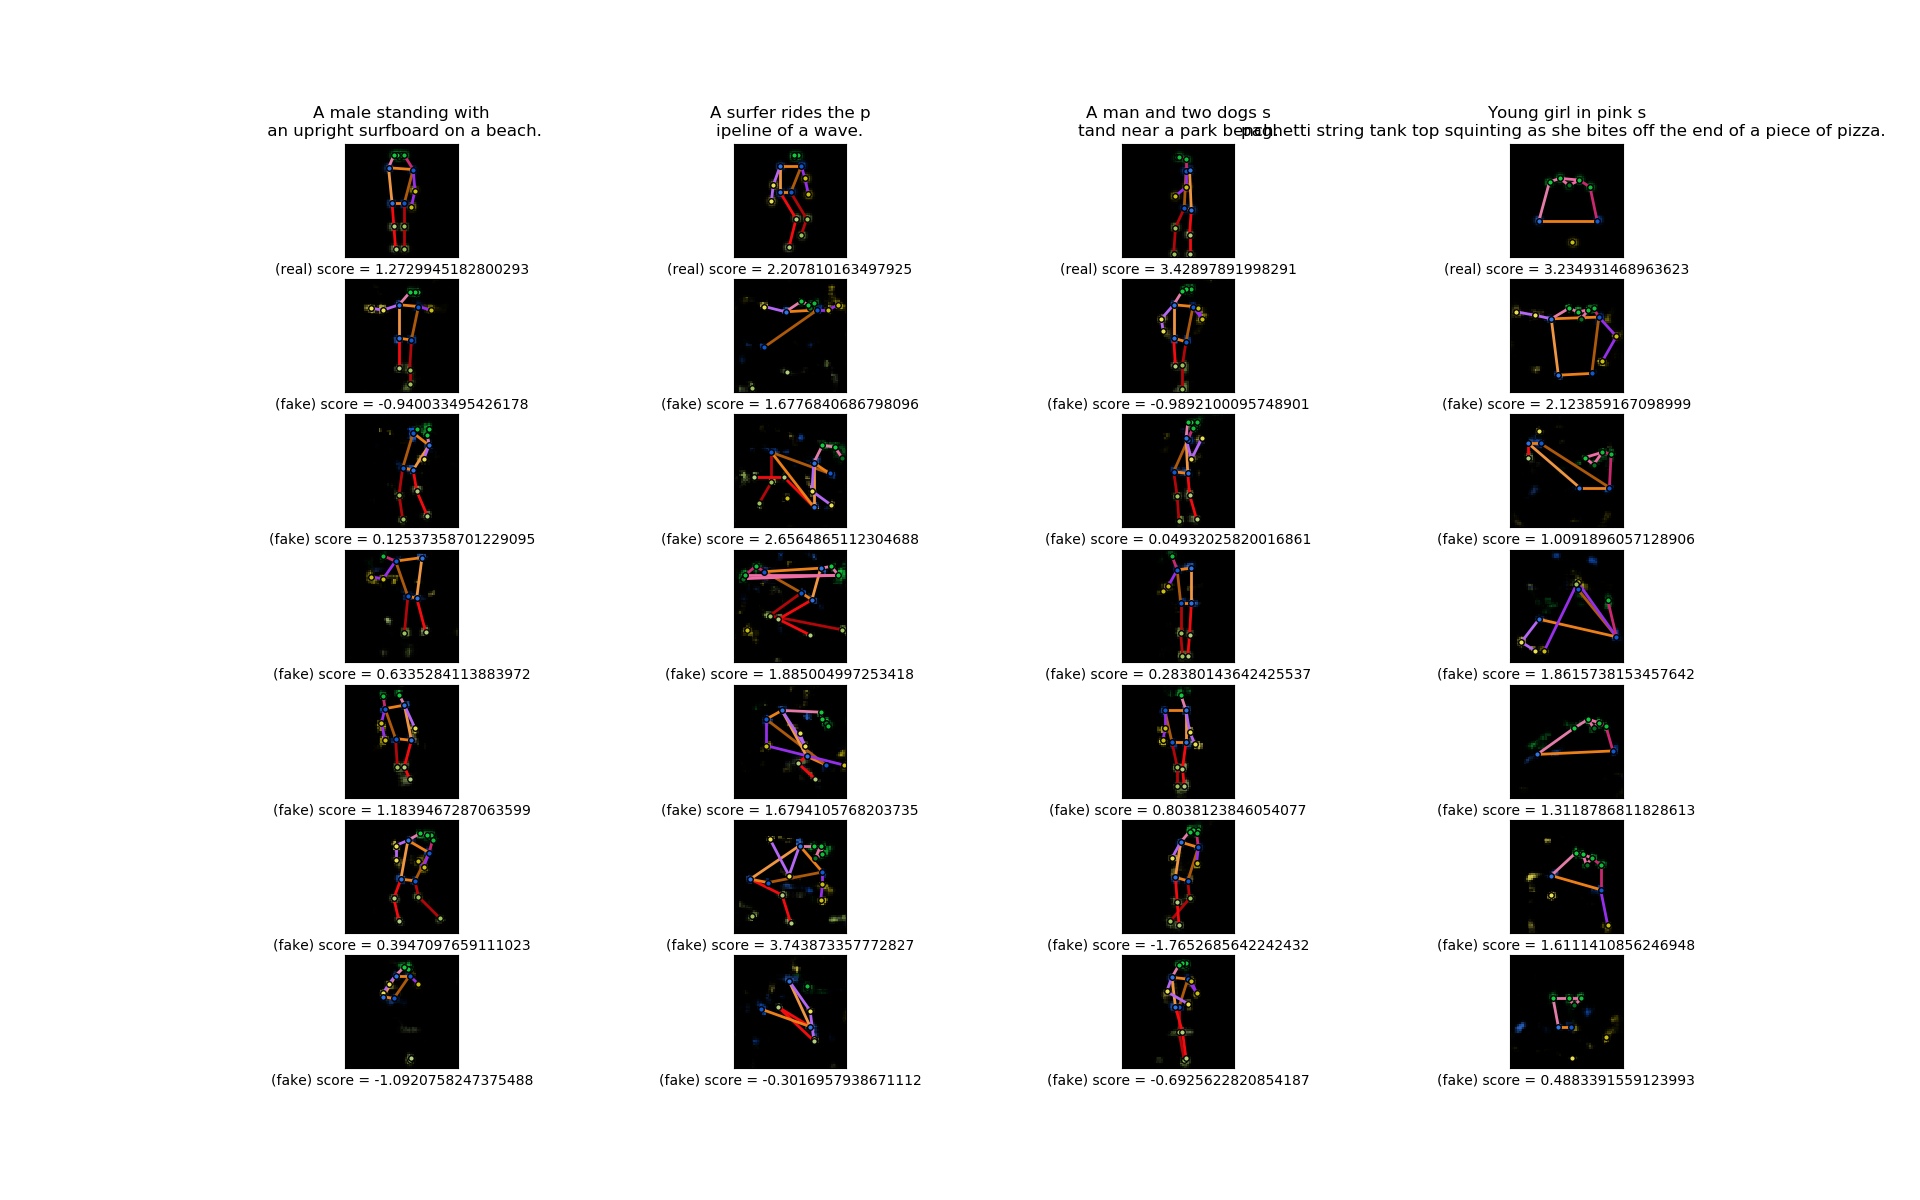 A male standing with
an upright surfboard on a beach.
A surfer rides the p
ipeline of a wave.
A man and two dogs s
tand near a park bench.
Young girl in pink s
paghetti string tank top squinting as she bites off the end of a piece of pizza.
(real) score = 1.2729945182800293
(real) score = 2.207810163497925
(real) score = 3.42897891998291
(real) score = 3.234931468963623
(fake) score = -0.940033495426178
(fake) score = 1.6776840686798096
(fake) score = -0.9892100095748901
(fake) score = 2.123859167098999
(fake) score = 0.12537358701229095
(fake) score = 2.6564865112304688
(fake) score = 0.04932025820016861
(fake) score = 1.0091896057128906
(fake) score = 0.6335284113883972
(fake) score = 1.885004997253418
(fake) score = 0.28380143642425537
(fake) score = 1.8615738153457642
(fake) score = 1.1839467287063599
(fake) score = 1.6794105768203735
(fake) score = 0.8038123846054077
(fake) score = 1.3118786811828613
(fake) score = 0.3947097659111023
(fake) score = 3.743873357772827
(fake) score = -1.7652685642242432
(fake) score = 1.6111410856246948
(fake) score = -1.0920758247375488
(fake) score = -0.3016957938671112
(fake) score = -0.6925622820854187
(fake) score = 0.4883391559123993